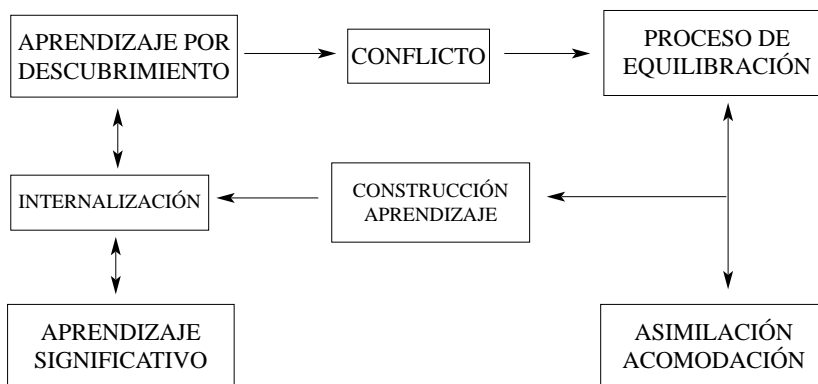 APRENDIZAJE POR
DESCUBRIMIENTO
CONFLICTO
PROCESO DE
EQUILIBRACIÓN
INTERNALIZACIÓN
CONSTRUCCIÓN
APRENDIZAJE
APRENDIZAJE
SIGNIFICATIVO
ASIMILACIÓN
ACOMODACIÓN